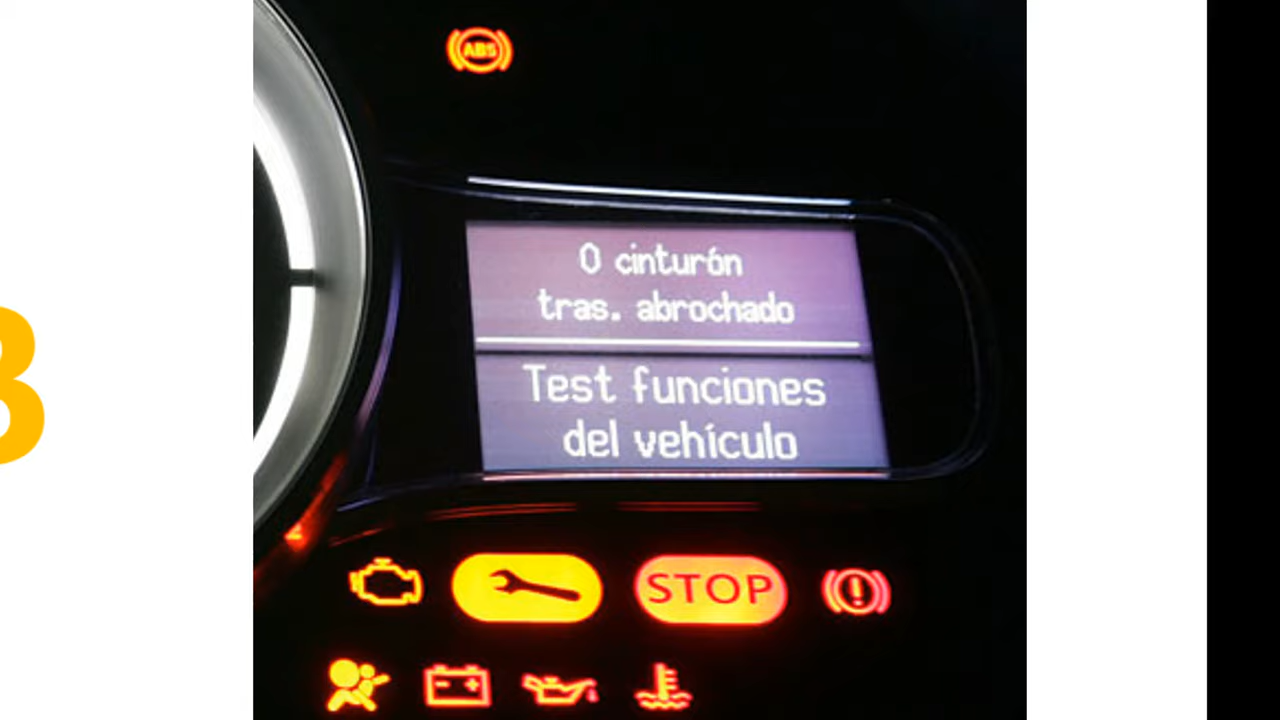 ABS
0 cinturón
tras. abrochado
Test funciones
del vehículo
STOP